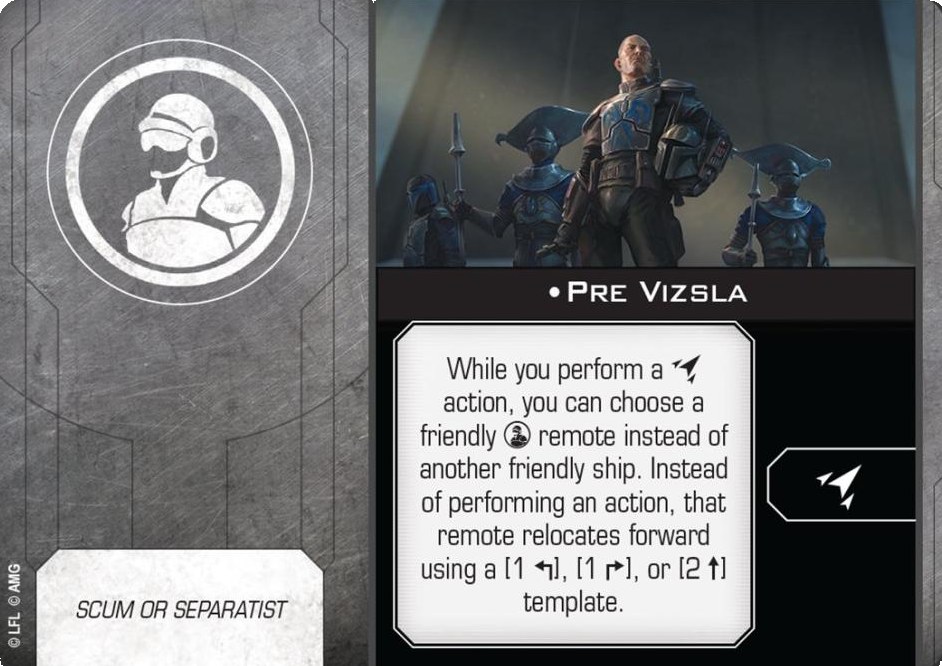 • PRE VIZSLA
While you perform a
action, you can choose a
friendly remote instead of
another friendly ship. Instead
of performing an action, that
remote relocates forward
using a [1 ↰], [1 ↱], or [2 ⬆]
template.
SCUM OR SEPARATIST
© LFL © AMG